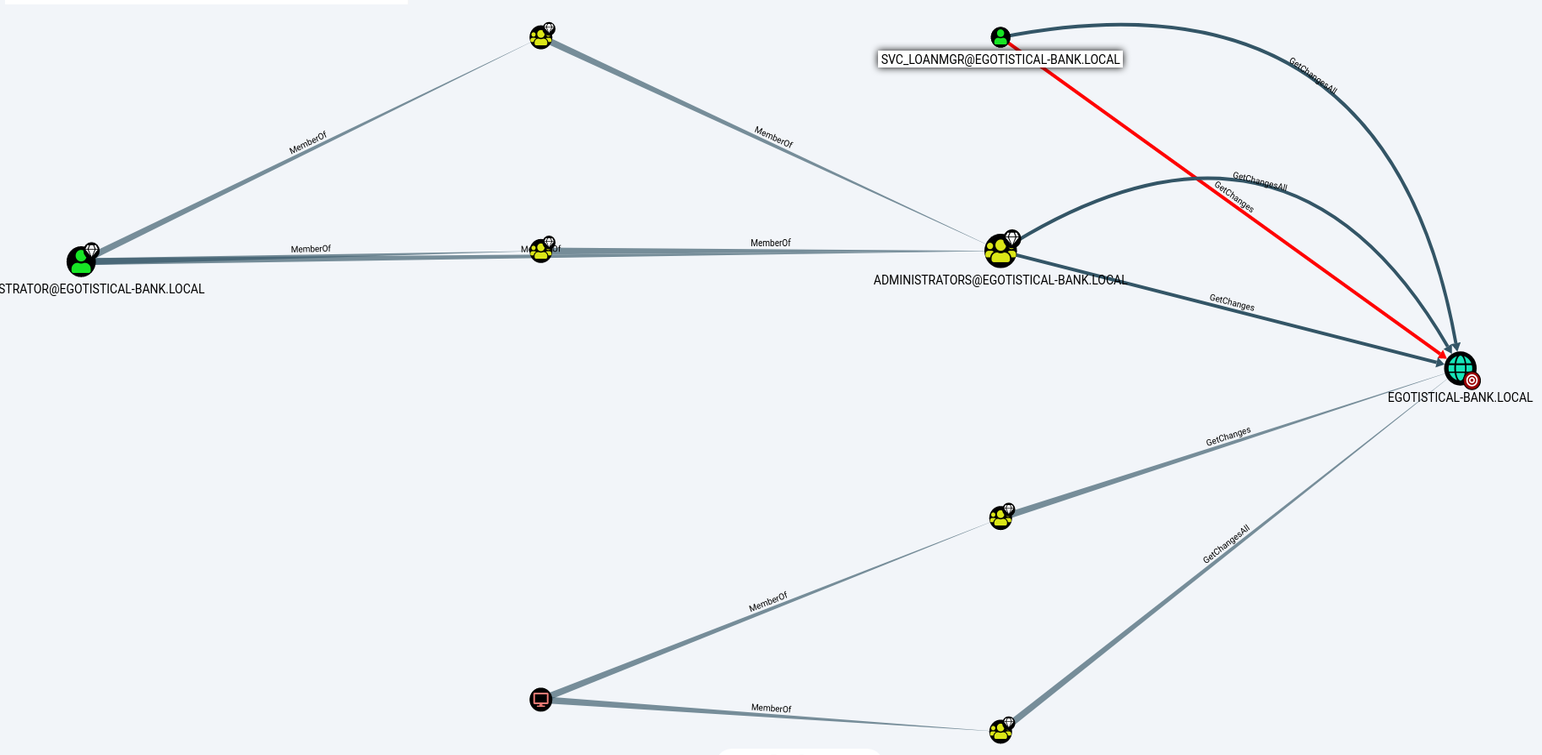 SVC_LOANMGR@EGOTISTICAL-BANK.LOCAL
GetChangesAll
MemberOf
MemberOf
GetChangesAll
GetChanges
MemberOf
MemberOf
STRATOR@EGOTISTICAL-BANK.LOCAL
ADMINISTRATORS@EGOTISTICAL-BANK.LOCAL
GetChanges
EGOTISTICAL-BANK.LOCAL
GetChanges
GetChangesAll
MemberOf
MemberOf